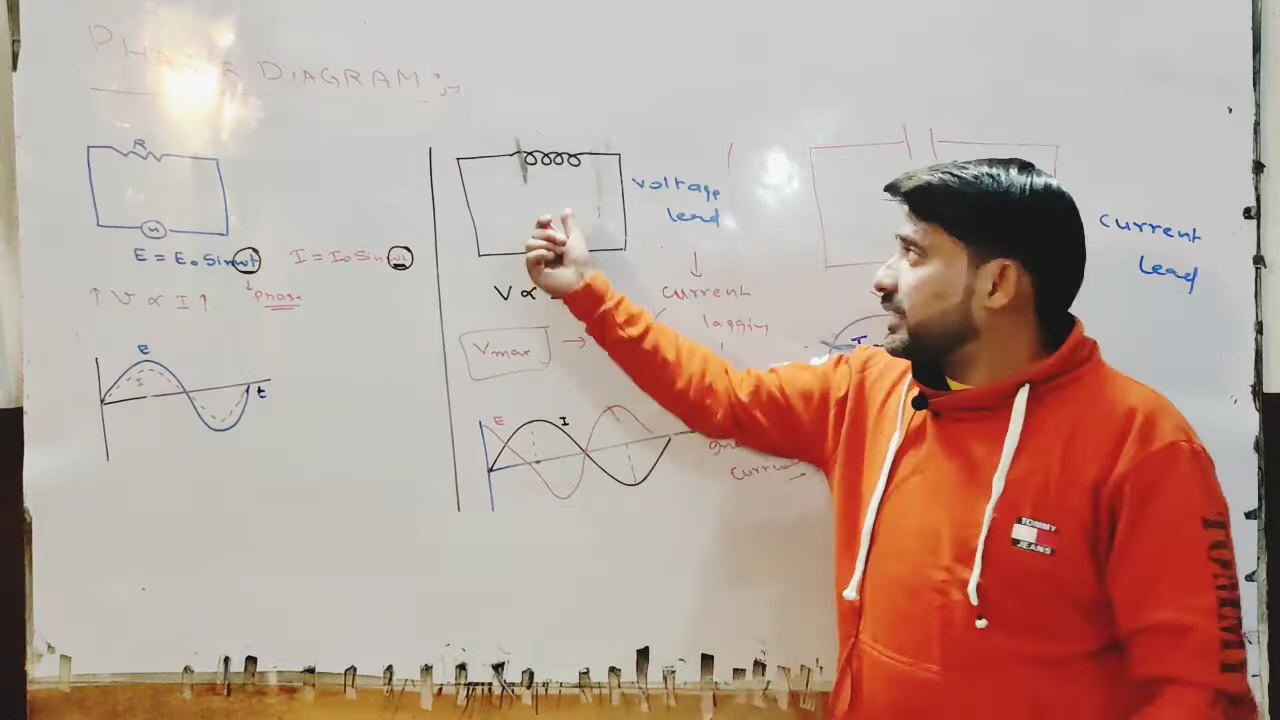 PHASOR DIAGRAM :-
R
E = E₀ Sin ωt
I = I₀ Sin ωt
↑ V ∝ I ↑
Phase
E
I
t
Voltage
lead
V ∝
Vmax →
current
lagging
E
I
Current
Lead
TOMMY
JEANS